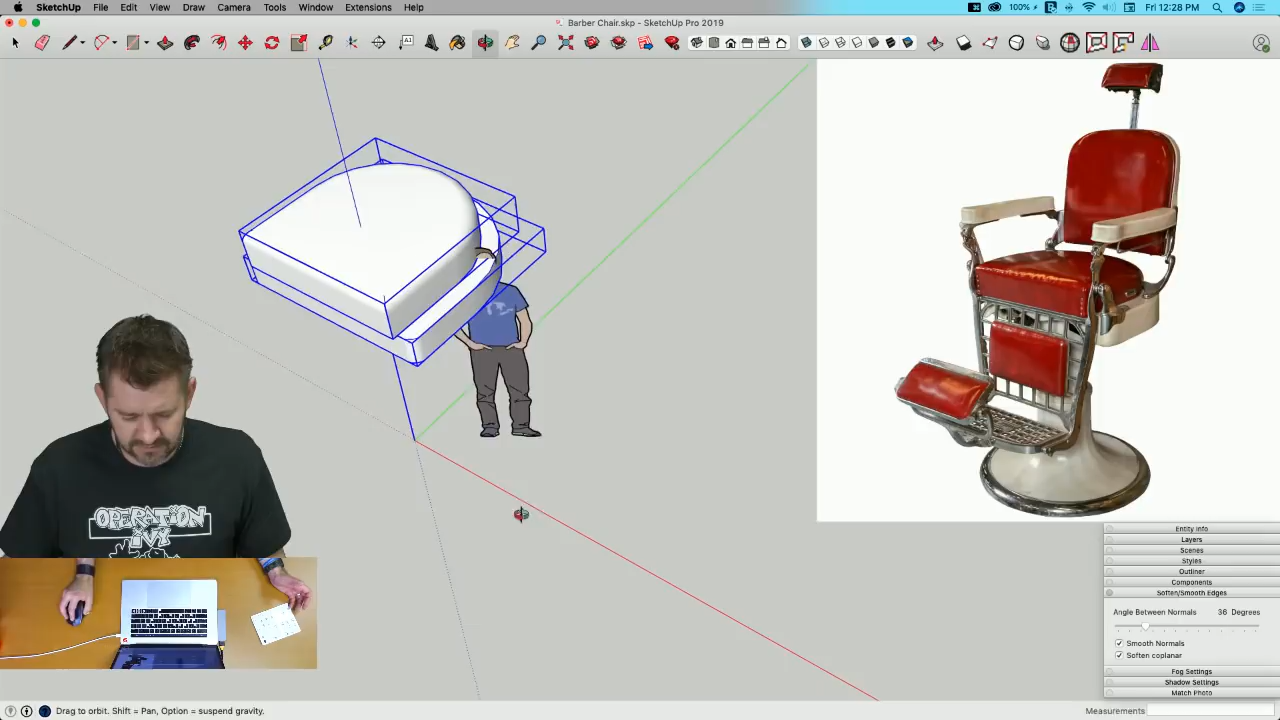 SketchUp File Edit View Draw Camera Tools Window Extensions Help 100% Fri 12:28 PM
Barber Chair.skp - SketchUp Pro 2019
OPERATION
IVY
Entity Info
Layers
Scenes
Styles
Outliner
Components
Soften/Smooth Edges
Angle Between Normals 36 Degrees
Smooth Normals
Soften coplanar
Fog Settings
Shadow Settings
Match Photo
Drag to orbit. Shift = Pan, Option = suspend gravity. Measurements